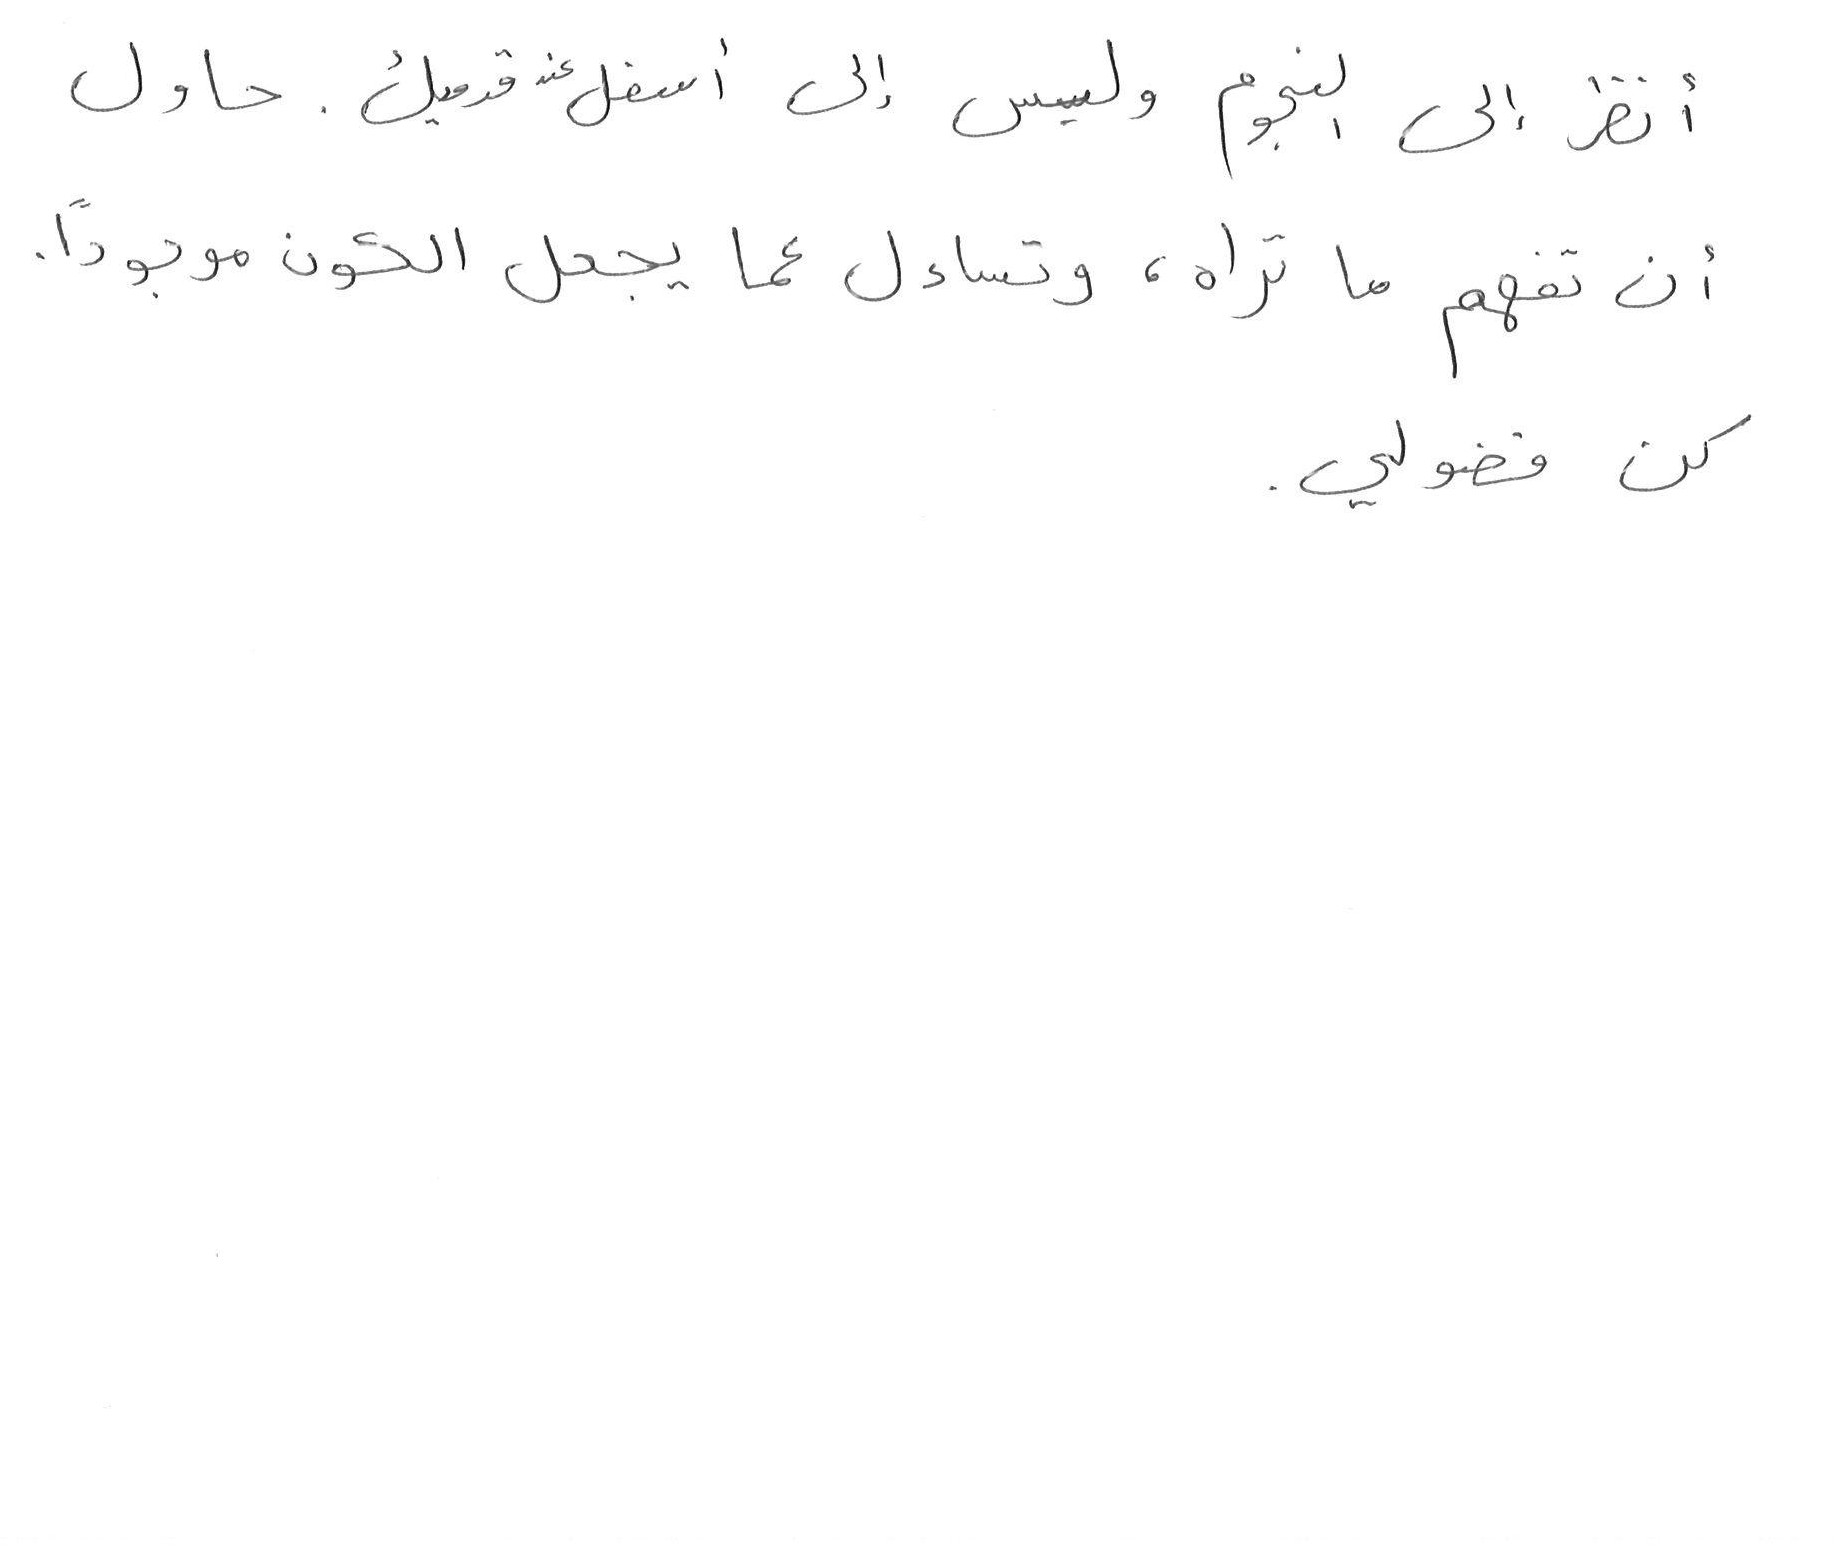 أنظر إلى النجوم وليس إلى أسفل عند قدميك. حاول
أن تفهم ما تراه، وتساءل عما يجعل الكون موجوداً.
كن فضولي.